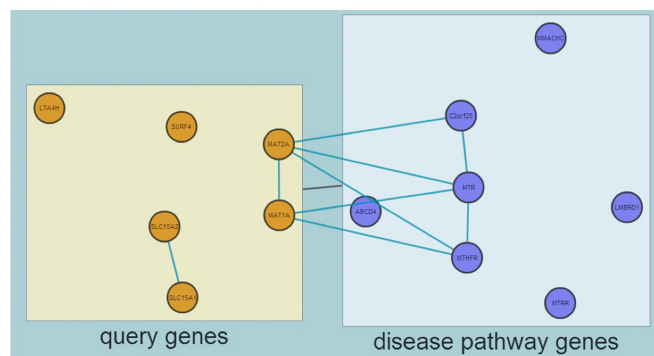 MMACHC
LTA4H
C2orf25
SURF4
MAT2A
MTR
LMBRD1
ABCD4
MAT1A
SLC15A2
MTHFR
SLC15A1
MTRR
query genes
disease pathway genes